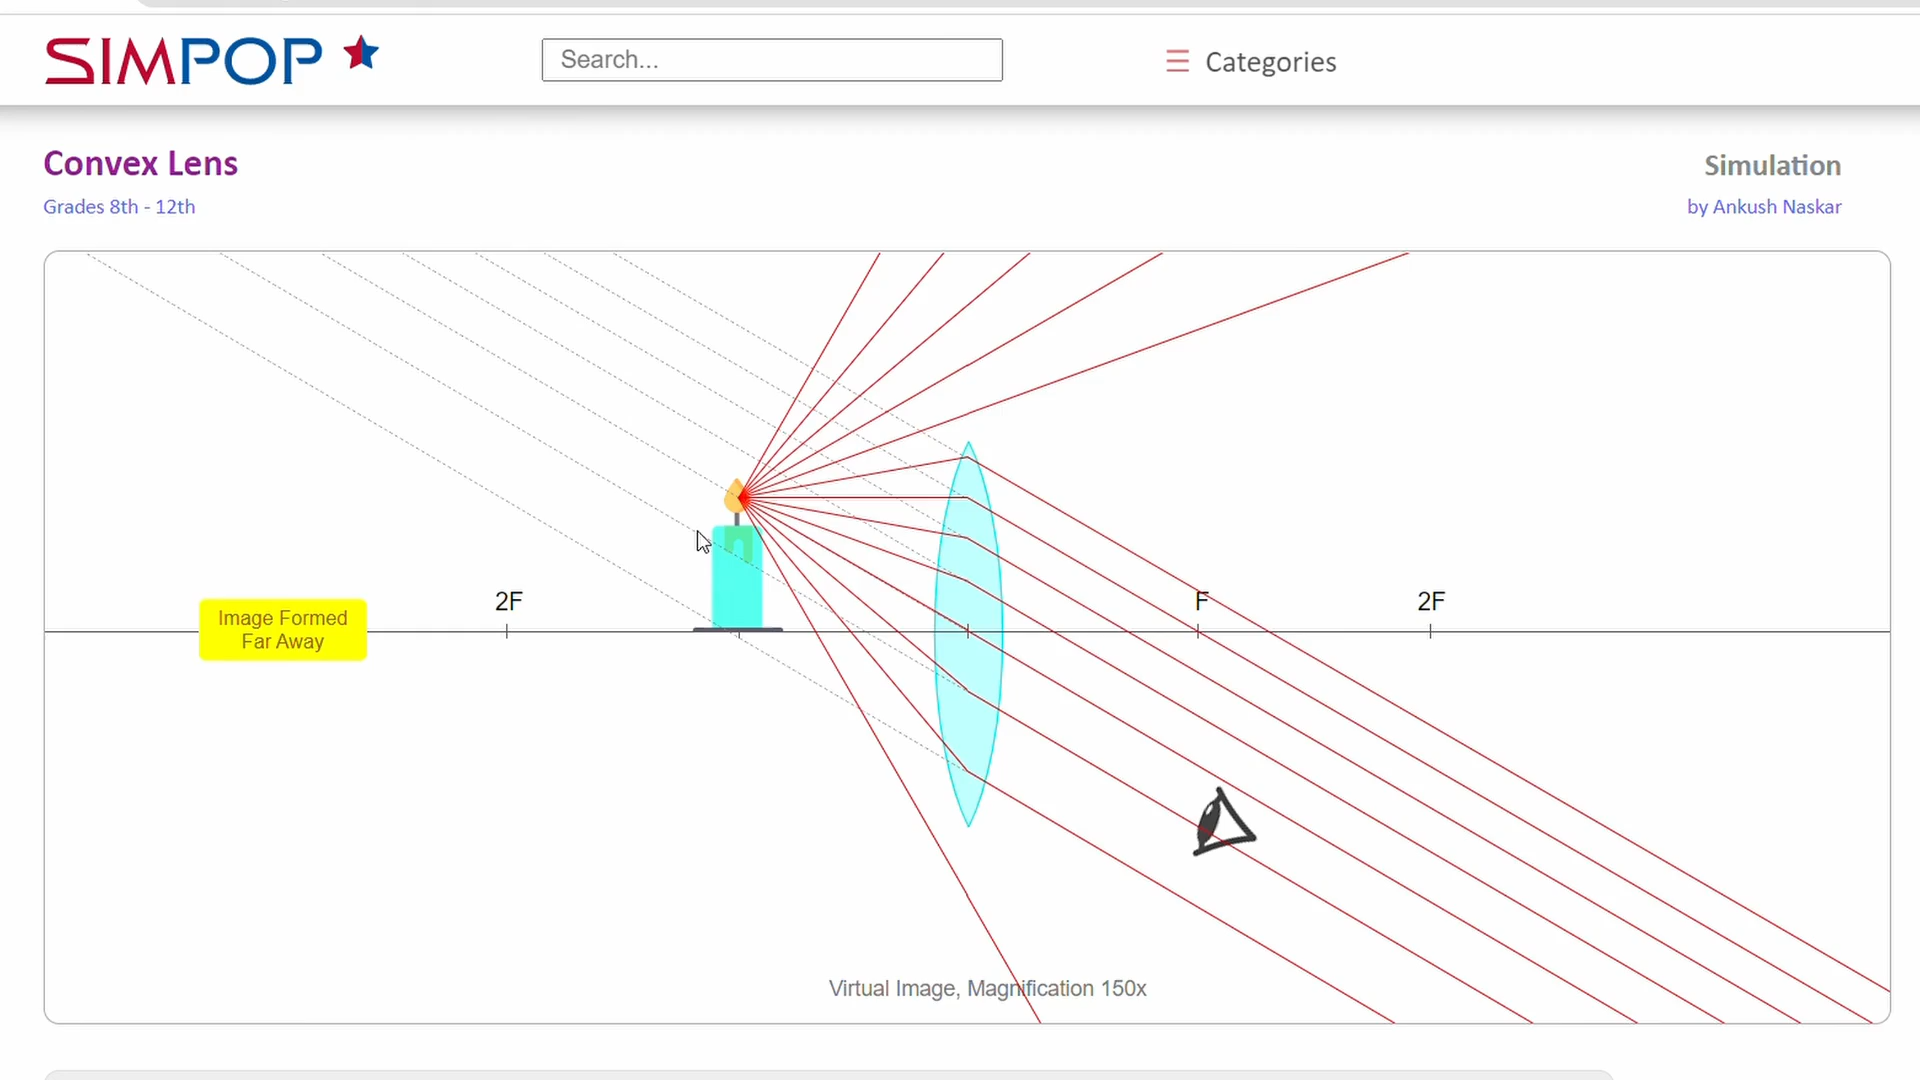 SIMPOP
Search...
☰ Categories
Convex Lens
Simulation
Grades 8th - 12th
by Ankush Naskar
2F
F
2F
Image Formed
Far Away
Virtual Image, Magnification 150x